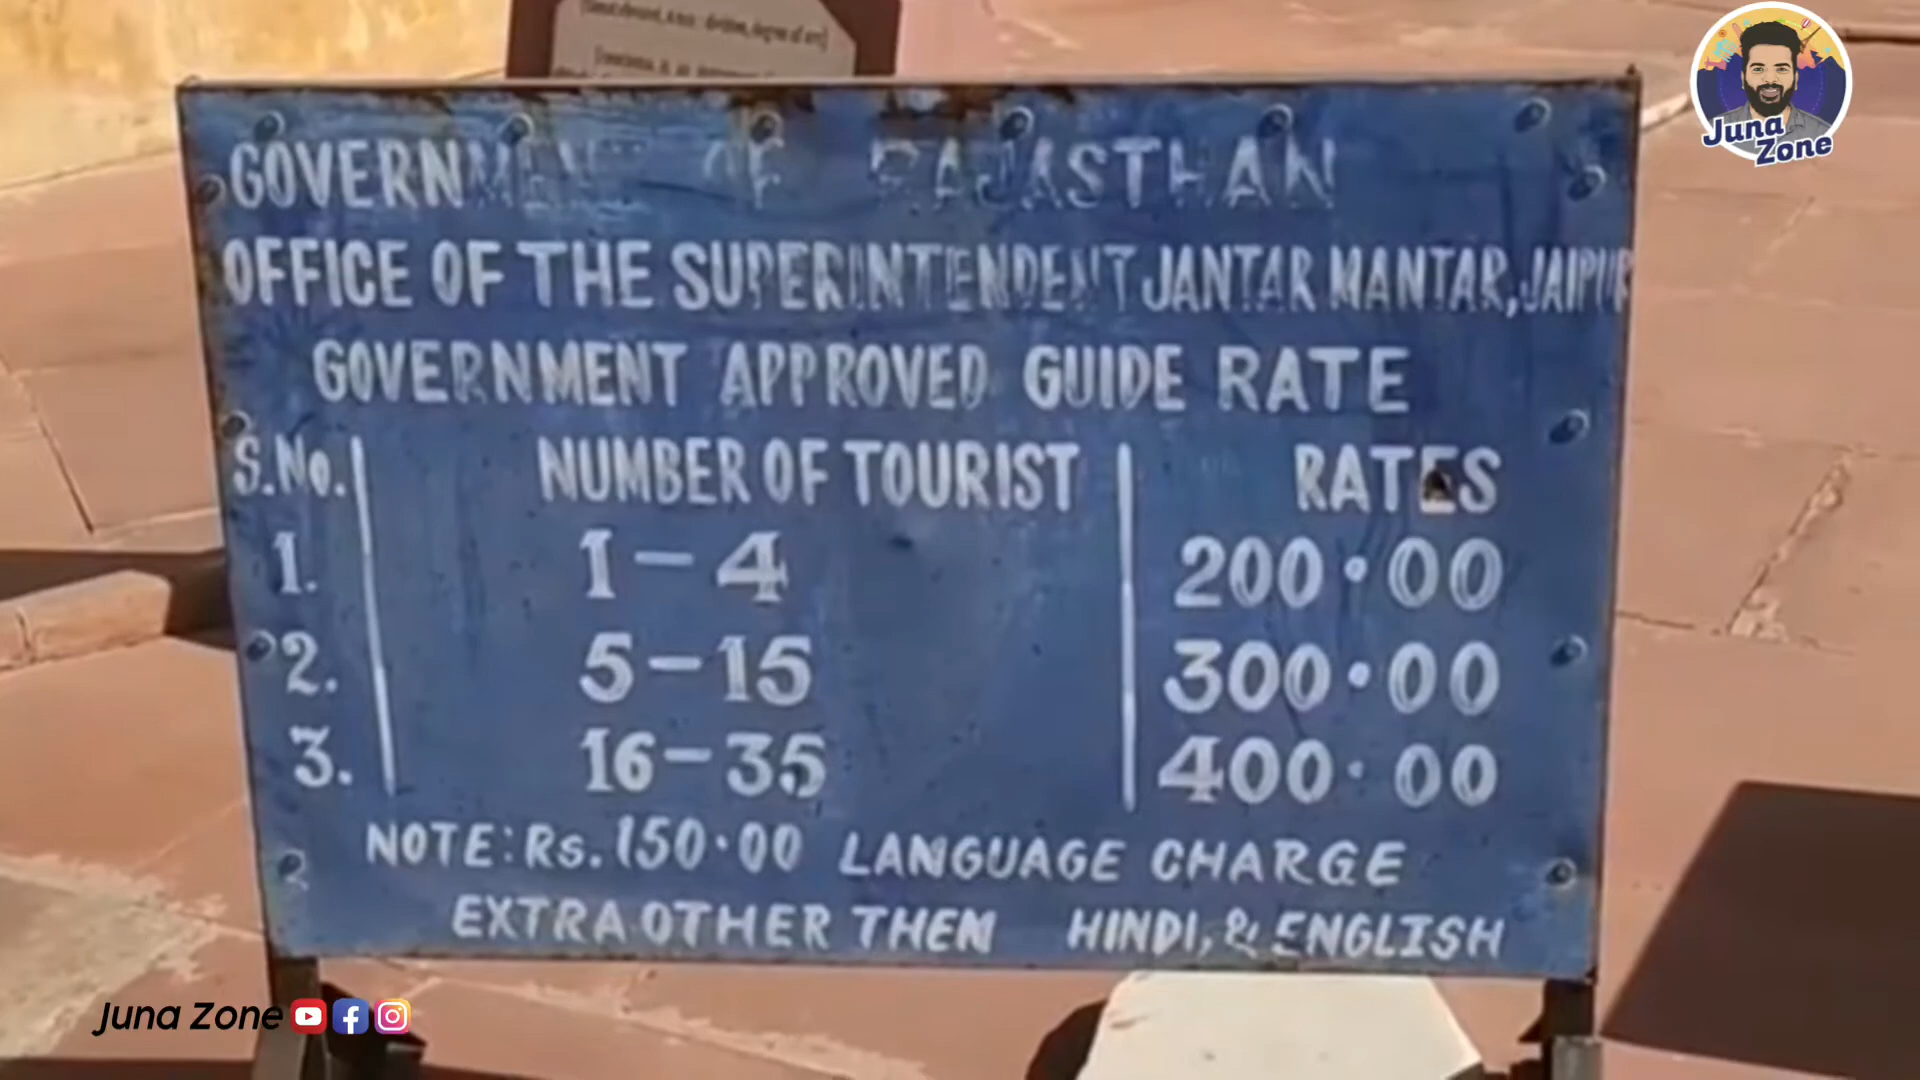 GOVERNMENT OF RAJASTHAN
OFFICE OF THE SUPERINTENDENT JANTAR MANTAR, JAIPUR
GOVERNMENT APPROVED GUIDE RATE
S.No. NUMBER OF TOURIST RATES
1. 1-4 200.00
2. 5-15 300.00
3. 16-35 400.00
NOTE: Rs. 150.00 LANGUAGE CHARGE
EXTRA OTHER THEN HINDI, & ENGLISH
Juna Zone
Juna Zone